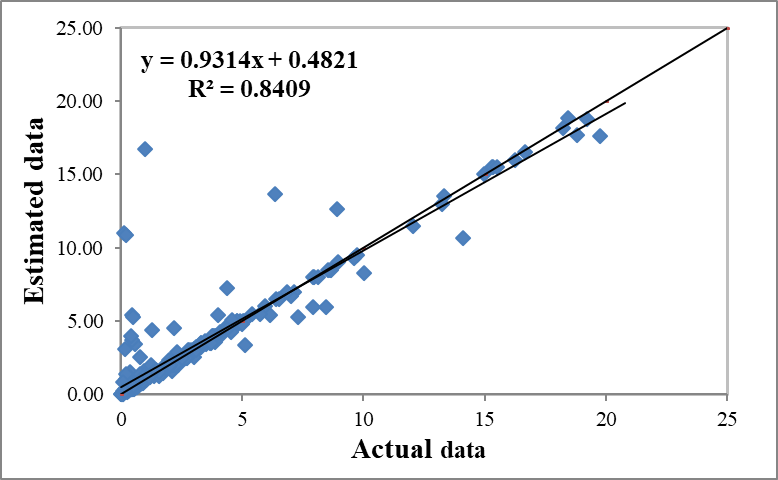 y = 0.9314x + 0.4821
R² = 0.8409
25.00
20.00
15.00
10.00
5.00
0.00
Estimated data
0 5 10 15 20 25
Actual data